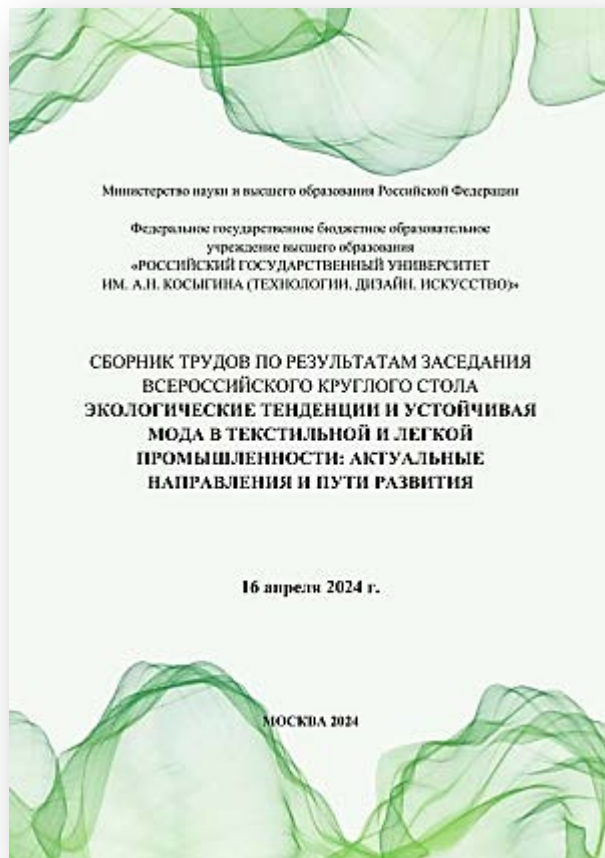 Министерство науки и высшего образования Российской Федерации
Федеральное государственное бюджетное образовательное
учреждение высшего образования
«РОССИЙСКИЙ ГОСУДАРСТВЕННЫЙ УНИВЕРСИТЕТ
ИМ. А.Н. КОСЫГИНА (ТЕХНОЛОГИИ. ДИЗАЙН. ИСКУССТВО)»
СБОРНИК ТРУДОВ ПО РЕЗУЛЬТАТАМ ЗАСЕДАНИЯ
ВСЕРОССИЙСКОГО КРУГЛОГО СТОЛА
ЭКОЛОГИЧЕСКИЕ ТЕНДЕНЦИИ И УСТОЙЧИВАЯ
МОДА В ТЕКСТИЛЬНОЙ И ЛЕГКОЙ
ПРОМЫШЛЕННОСТИ: АКТУАЛЬНЫЕ
НАПРАВЛЕНИЯ И ПУТИ РАЗВИТИЯ
16 апреля 2024 г.
МОСКВА 2024